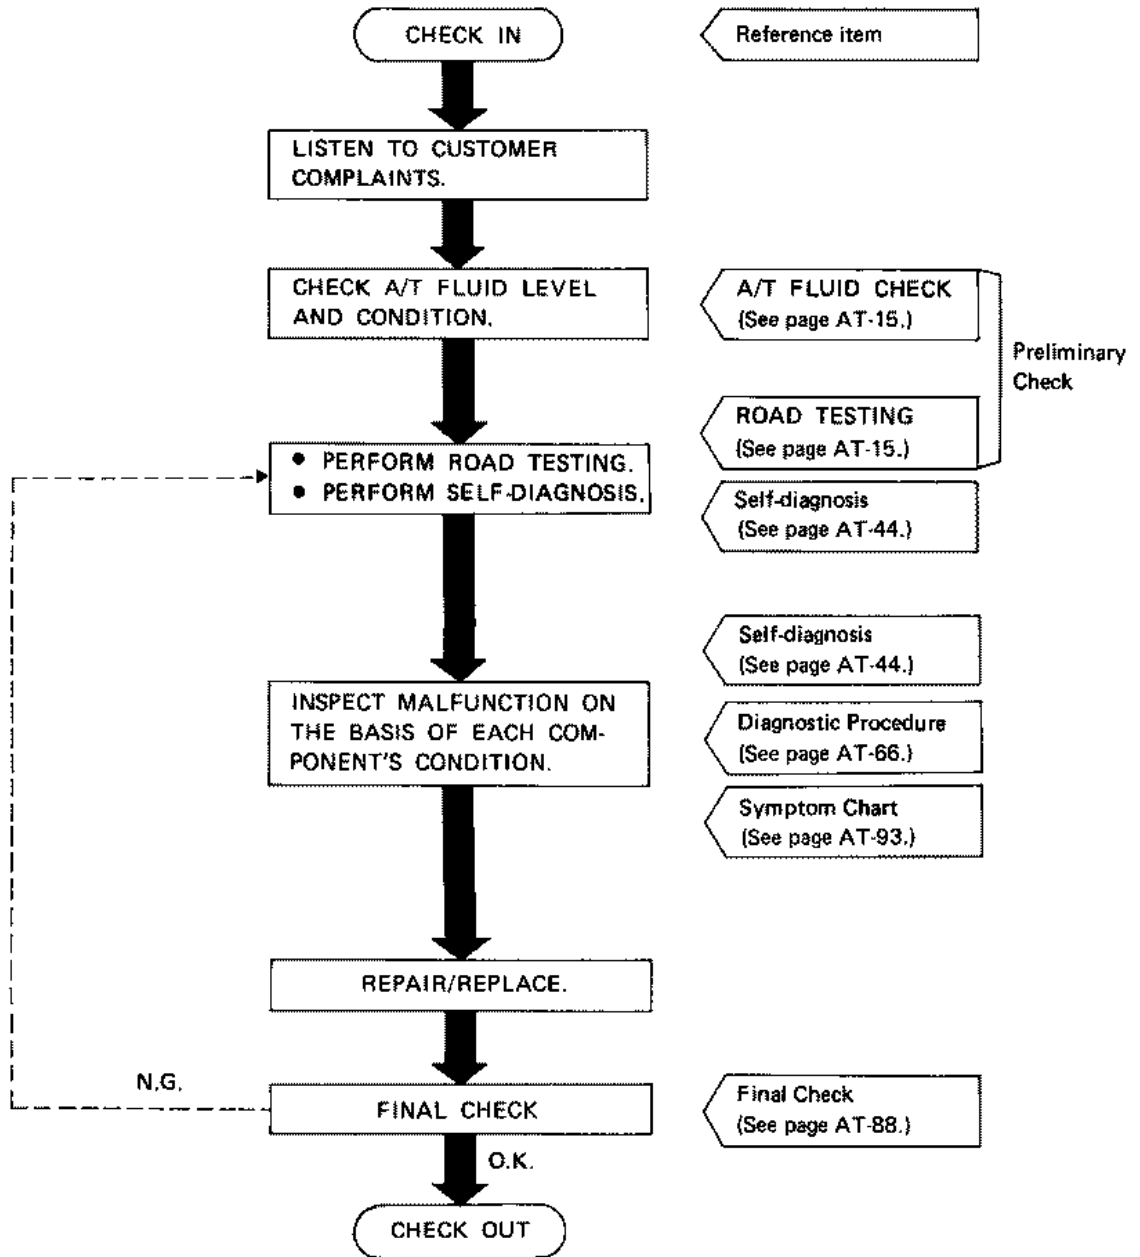 CHECK IN
Reference item
LISTEN TO CUSTOMER
COMPLAINTS.
CHECK A/T FLUID LEVEL
AND CONDITION.
A/T FLUID CHECK
(See page AT-15.)
Preliminary
Check
ROAD TESTING
(See page AT-15.)
• PERFORM ROAD TESTING.
• PERFORM SELF-DIAGNOSIS.
Self-diagnosis
(See page AT-44.)
Self-diagnosis
(See page AT-44.)
INSPECT MALFUNCTION ON
THE BASIS OF EACH COM-
PONENT'S CONDITION.
Diagnostic Procedure
(See page AT-66.)
Symptom Chart
(See page AT-93.)
REPAIR/REPLACE.
N.G.
FINAL CHECK
Final Check
(See page AT-88.)
O.K.
CHECK OUT